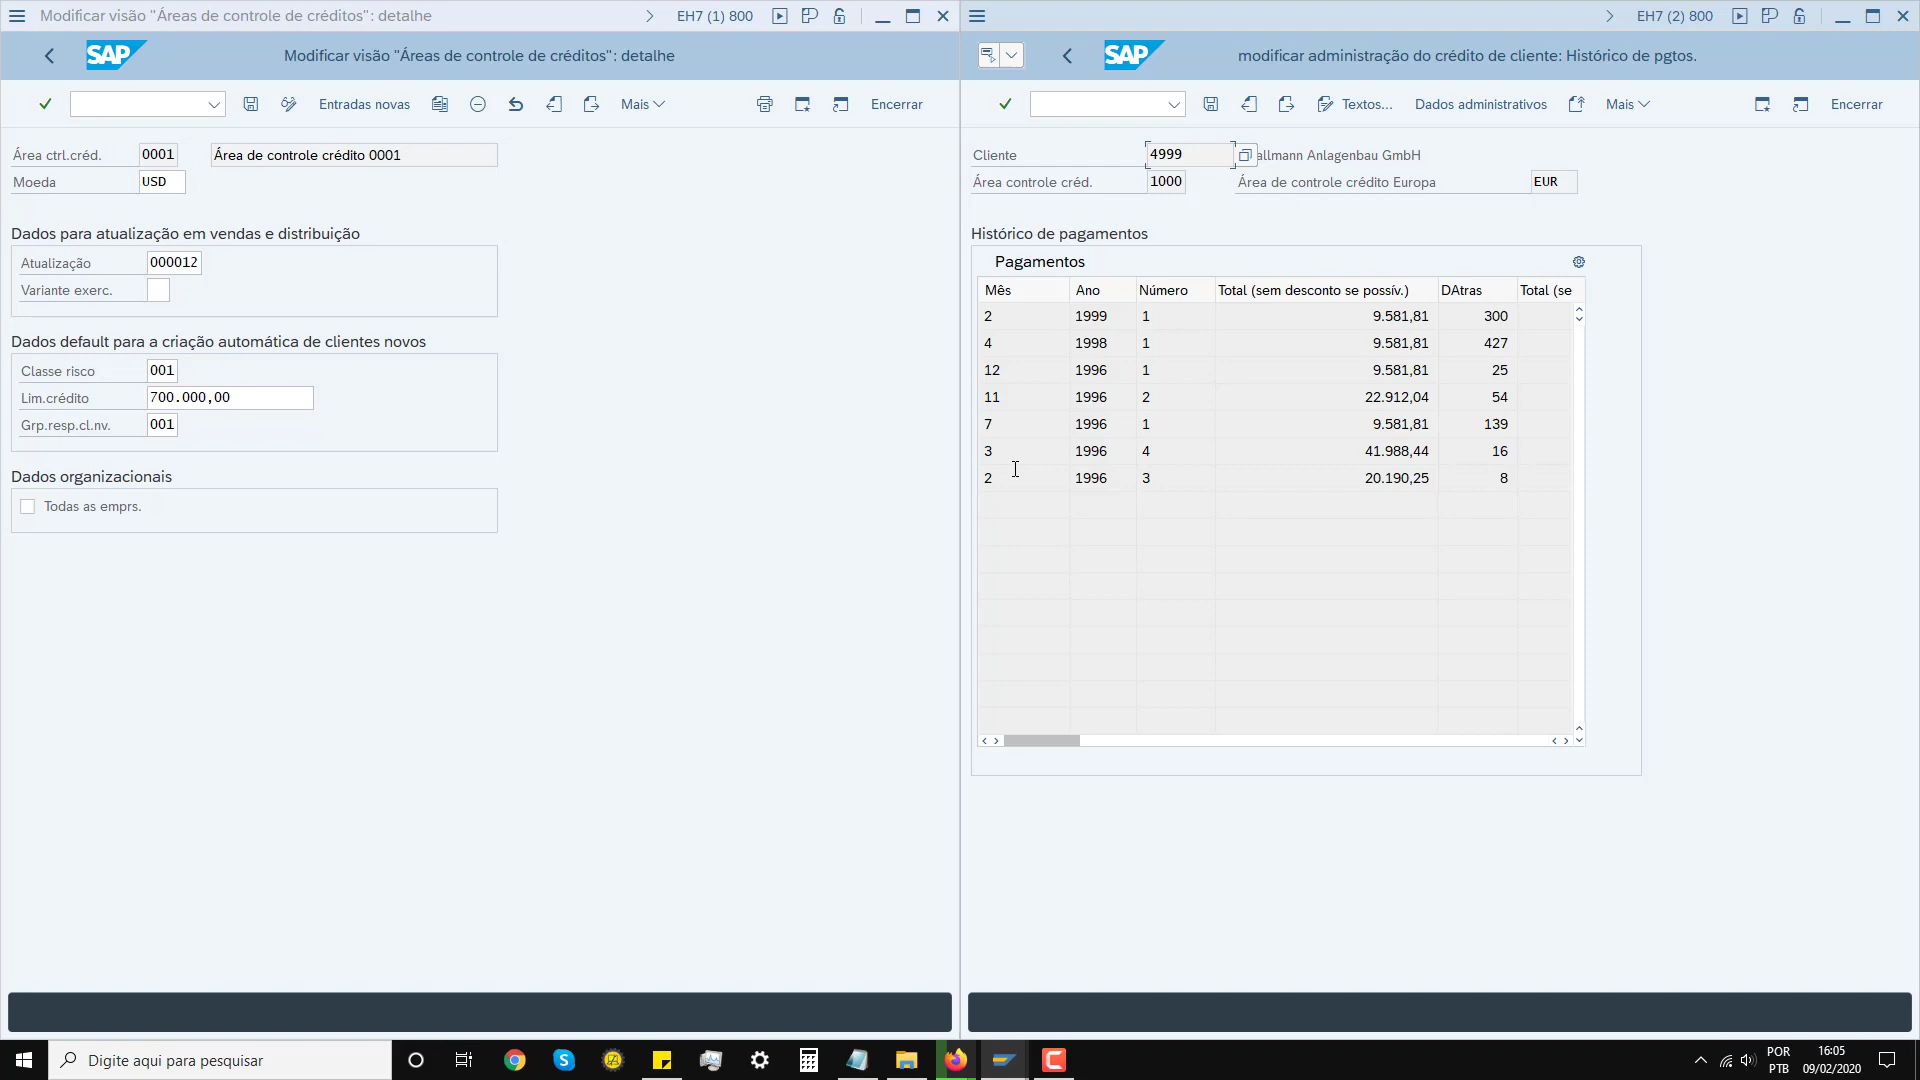 Modificar visão "Áreas de controle de créditos": detalhe
EH7 (1) 800
SAP
Modificar visão "Áreas de controle de créditos": detalhe
Entradas novas
Mais
Encerrar
Área ctrl.créd.
0001
Área de controle crédito 0001
Moeda
USD
Dados para atualização em vendas e distribuição
Atualização
000012
Variante exerc.
Dados default para a criação automática de clientes novos
Classe risco
001
Lim.crédito
700.000,00
Grp.resp.cl.nv.
001
Dados organizacionais
Todas as emprs.
EH7 (2) 800
SAP
modificar administração do crédito de cliente: Histórico de pgtos.
Textos...
Dados administrativos
Mais
Encerrar
Cliente
4999
allmann Anlagenbau GmbH
Área controle créd.
1000
Área de controle crédito Europa
EUR
Histórico de pagamentos
Pagamentos
Mês Ano Número Total (sem desconto se possív.) DAtras Total (se
2 1999 1 9.581,81 300
4 1998 1 9.581,81 427
12 1996 1 9.581,81 25
11 1996 2 22.912,04 54
7 1996 1 9.581,81 139
3 1996 4 41.988,44 16
2 1996 3 20.190,25 8
Digite aqui para pesquisar
POR
PTB
16:05
09/02/2020